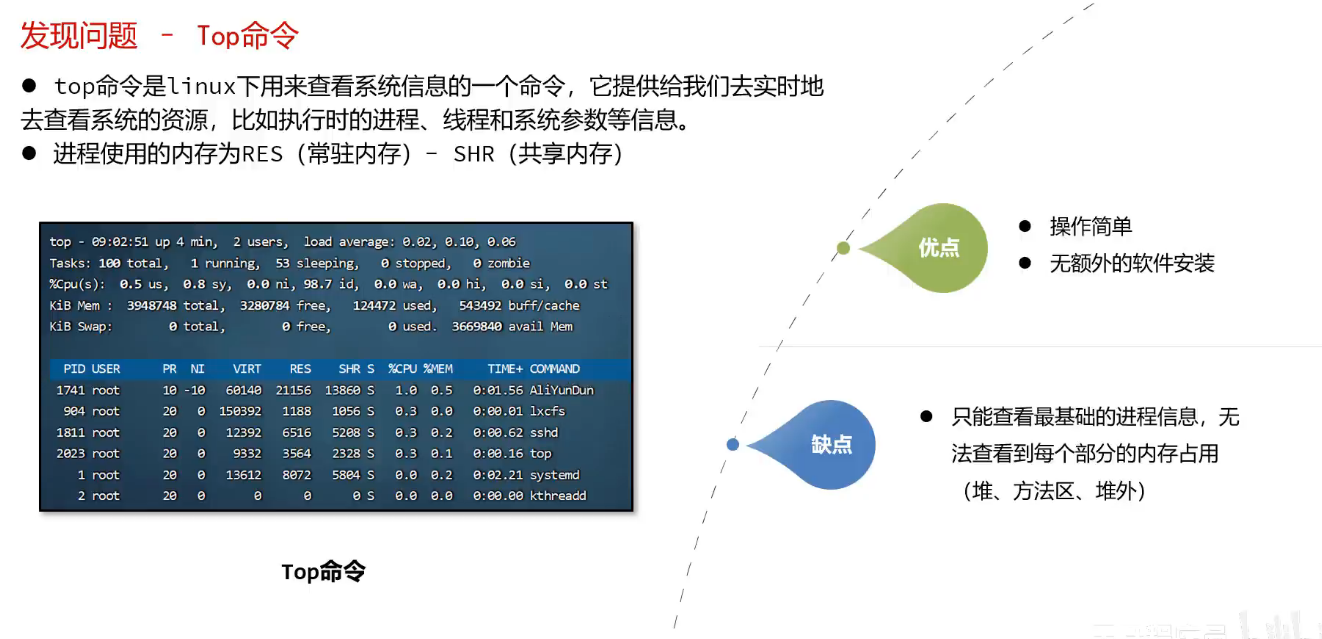 发现问题 - Top命令
● top命令是linux下用来查看系统信息的一个命令，它提供给我们去实时地
去查看系统的资源，比如执行时的进程、线程和系统参数等信息。
● 进程使用的内存为RES（常驻内存）- SHR（共享内存）
top - 09:02:51 up 4 min,  2 users,  load average: 0.02, 0.10, 0.06
Tasks: 100 total,   1 running,  53 sleeping,   0 stopped,   0 zombie
%Cpu(s):  0.5 us,  0.8 sy,  0.0 ni, 98.7 id,  0.0 wa,  0.0 hi,  0.0 si,  0.0 st
KiB Mem :  3948748 total,  3280784 free,   124472 used,   543492 buff/cache
KiB Swap:        0 total,        0 free,        0 used.  3669840 avail Mem
PID USER      PR  NI    VIRT    RES    SHR S  %CPU %MEM     TIME+ COMMAND
1741 root      10 -10   60140  21156  13860 S   1.0  0.5   0:01.56 AliYunDun
904 root      20   0  150392   1188   1056 S   0.3  0.0   0:00.01 lxcfs
1811 root      20   0   12392   6516   5208 S   0.3  0.2   0:00.62 sshd
2023 root      20   0    9332   3564   2328 S   0.3  0.1   0:00.16 top
1 root      20   0   13612   8072   5804 S   0.0  0.2   0:02.21 systemd
2 root      20   0       0      0      0 S   0.0  0.0   0:00.00 kthreadd
Top命令
优点
● 操作简单
● 无额外的软件安装
缺点
● 只能查看最基础的进程信息，无
法查看到每个部分的内存占用
（堆、方法区、堆外）